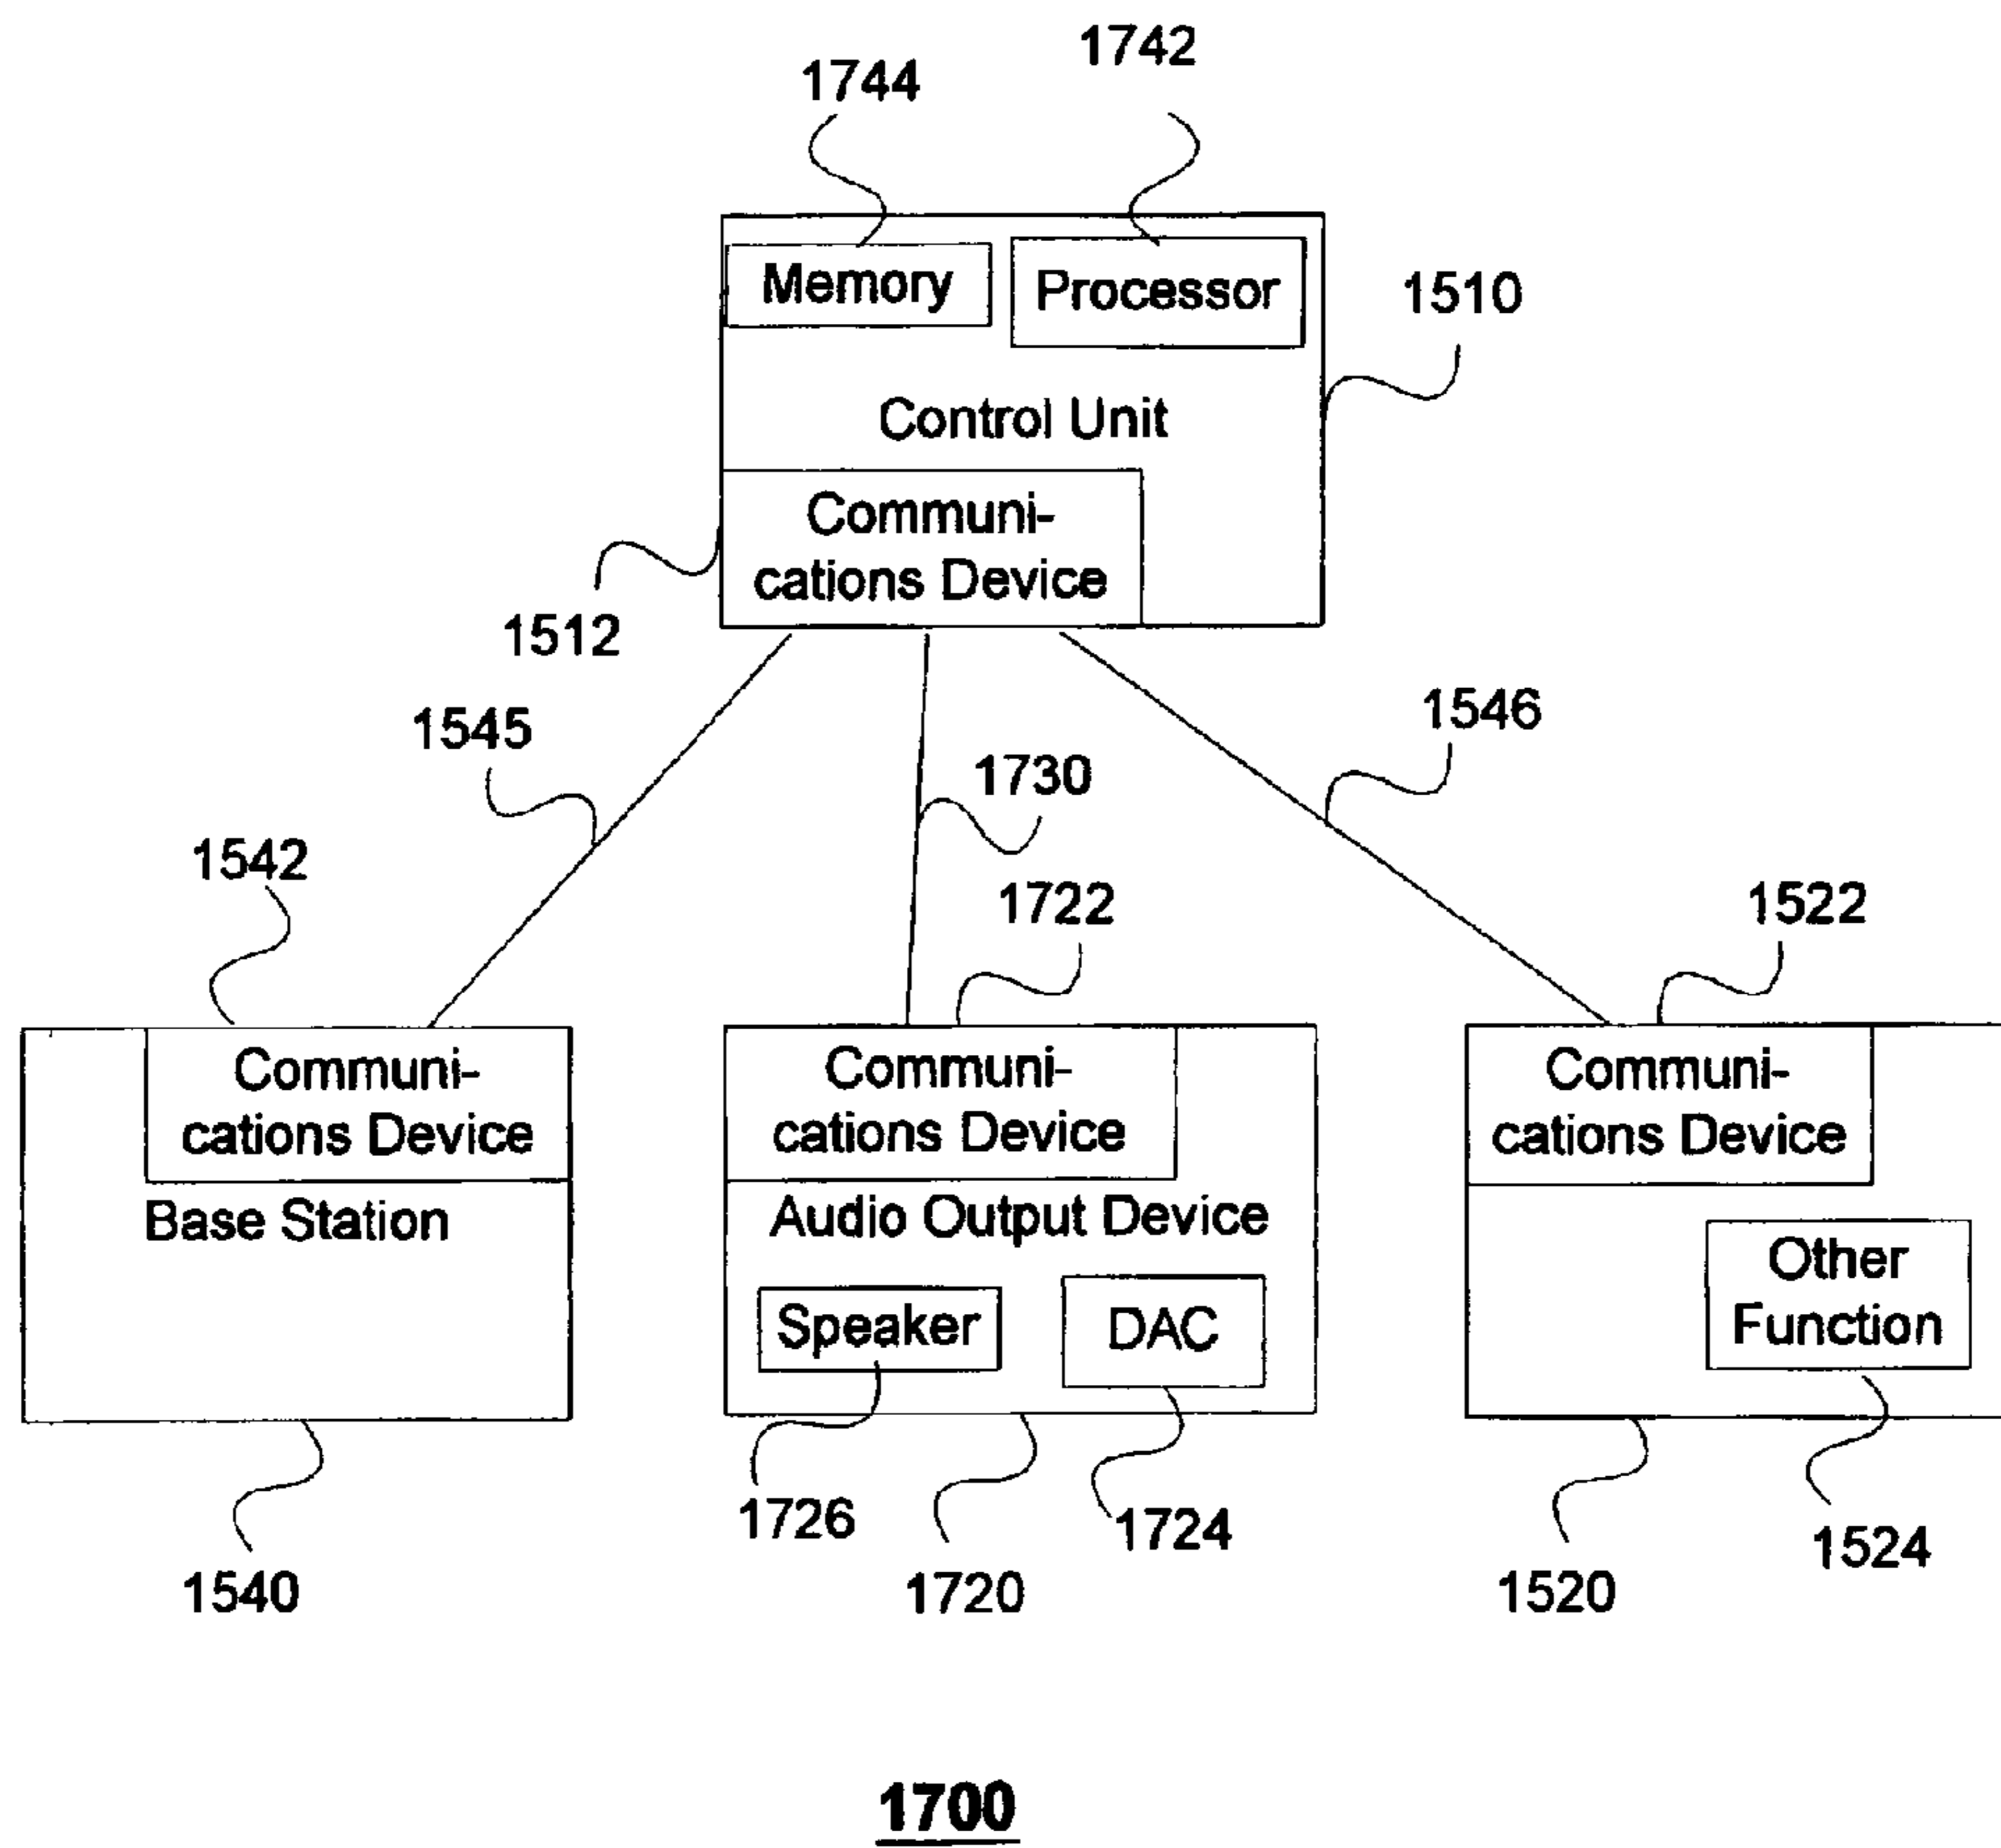 1742
1744
Memory
Processor
1510
Control Unit
Communi-
cations Device
1512
1545
1546
1730
1542
1722
1522
Communi-
cations Device
Base Station
Communi-
cations Device
Audio Output Device
Speaker
DAC
Communi-
cations Device
Other
Function
1726
1724
1524
1540
1720
1520
1700